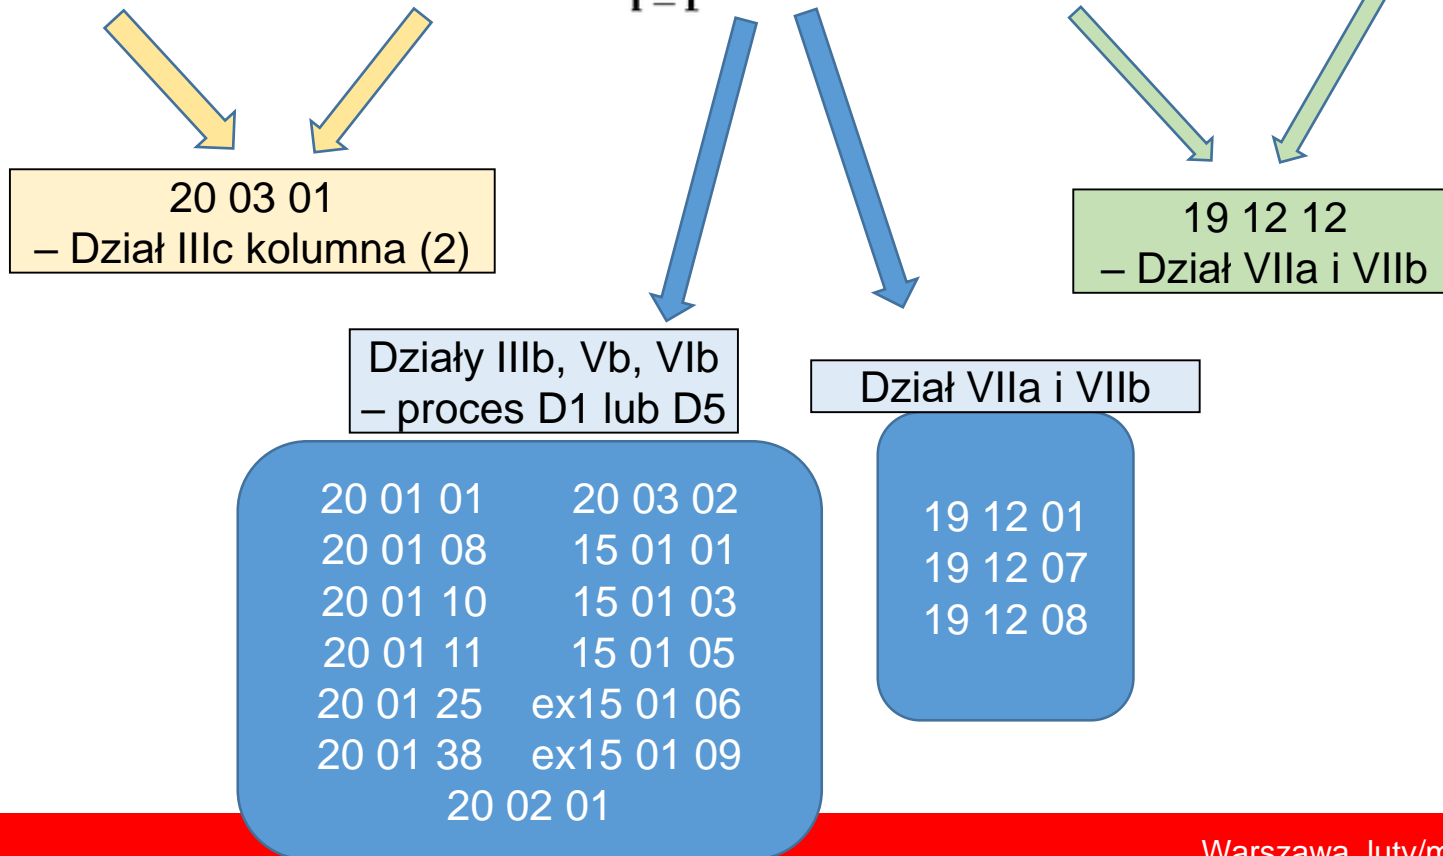 20 03 01
– Dział IIIc kolumna (2)
19 12 12
– Dział VIIa i VIIb
Działy IIIb, Vb, VIb
– proces D1 lub D5
Dział VIIa i VIIb
20 01 01 20 03 02
20 01 08 15 01 01
20 01 10 15 01 03
20 01 11 15 01 05
20 01 25 ex15 01 06
20 01 38 ex15 01 09
20 02 01
19 12 01
19 12 07
19 12 08
Warszawa, luty/m